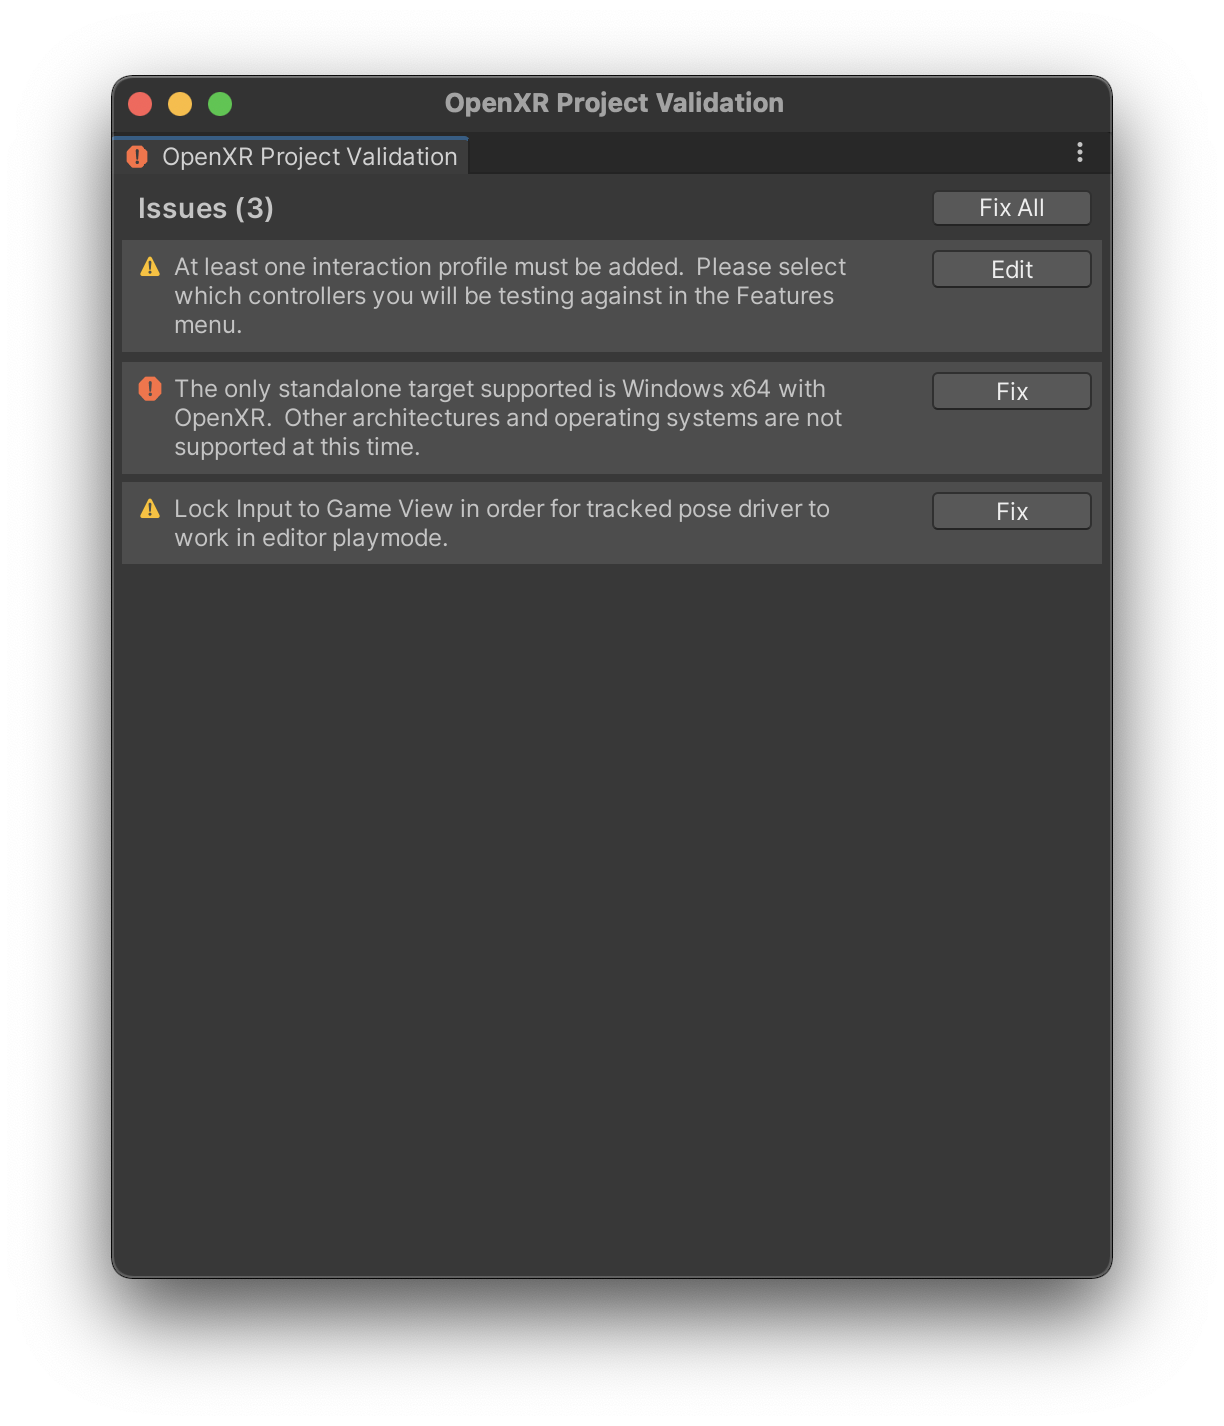 OpenXR Project Validation
OpenXR Project Validation
Issues (3)
Fix All
At least one interaction profile must be added.  Please select
which controllers you will be testing against in the Features
menu.
Edit
The only standalone target supported is Windows x64 with
OpenXR.  Other architectures and operating systems are not
supported at this time.
Fix
Lock Input to Game View in order for tracked pose driver to
work in editor playmode.
Fix